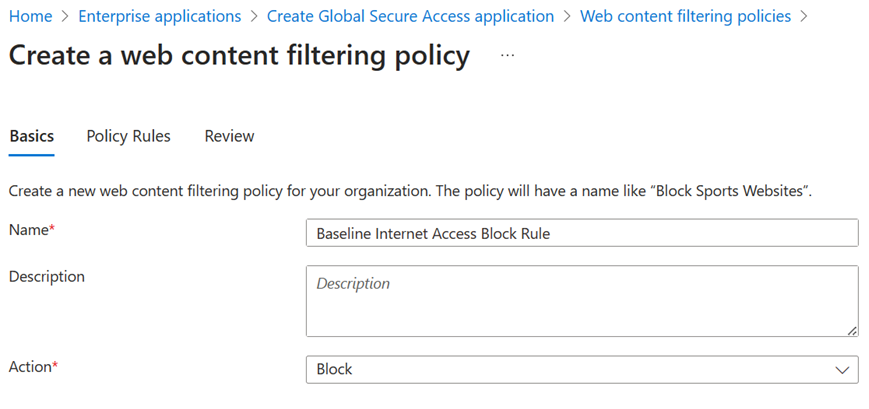 Home > Enterprise applications > Create Global Secure Access application > Web content filtering policies >
Create a web content filtering policy ...
Basics Policy Rules Review
Create a new web content filtering policy for your organization. The policy will have a name like “Block Sports Websites”.
Name* Baseline Internet Access Block Rule
Description Description
Action* Block